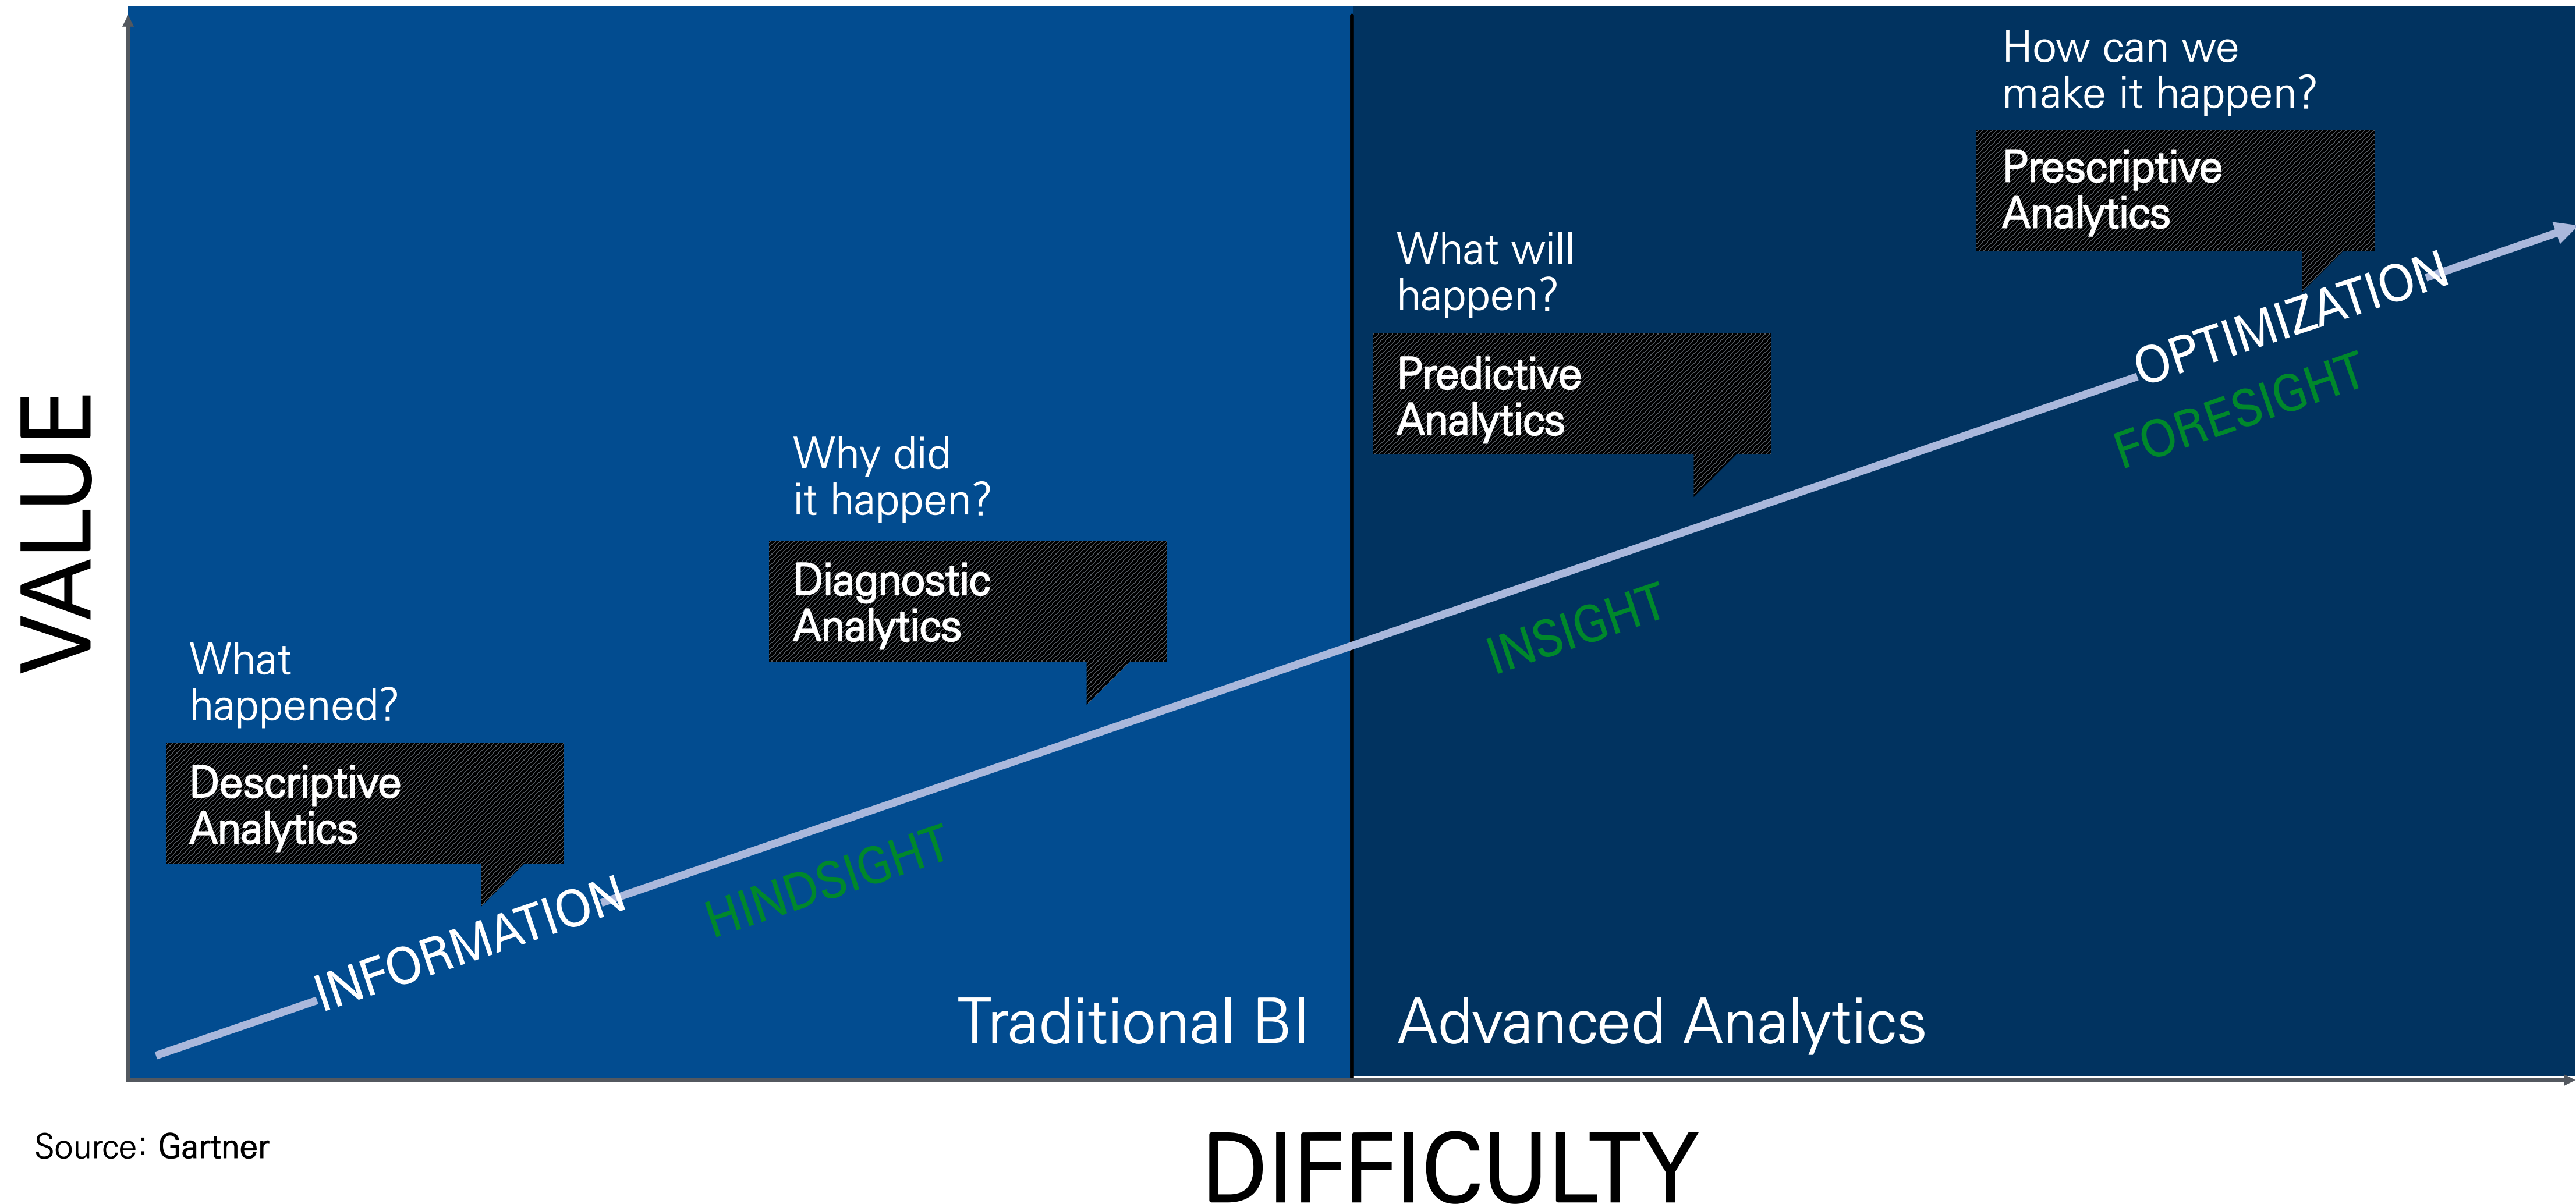 How can we
make it happen?
Prescriptive
Analytics
What will
happen?
Predictive
Analytics
OPTIMIZATION
FORESIGHT
Why did
it happen?
Diagnostic
Analytics
INSIGHT
What
happened?
Descriptive
Analytics
INFORMATION
HINDSIGHT
VALUE
Traditional BI
Advanced Analytics
Source: Gartner
DIFFICULTY